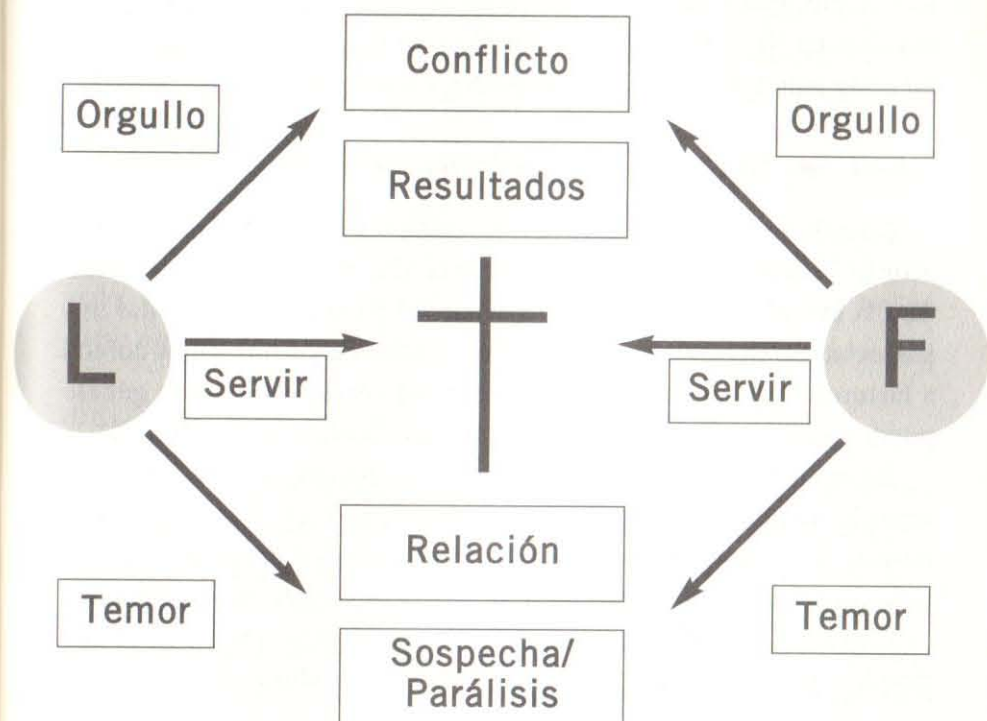 Conflicto
Orgullo
Orgullo
Resultados
L
F
Servir
Servir
Relación
Temor
Temor
Sospecha/
Parálisis